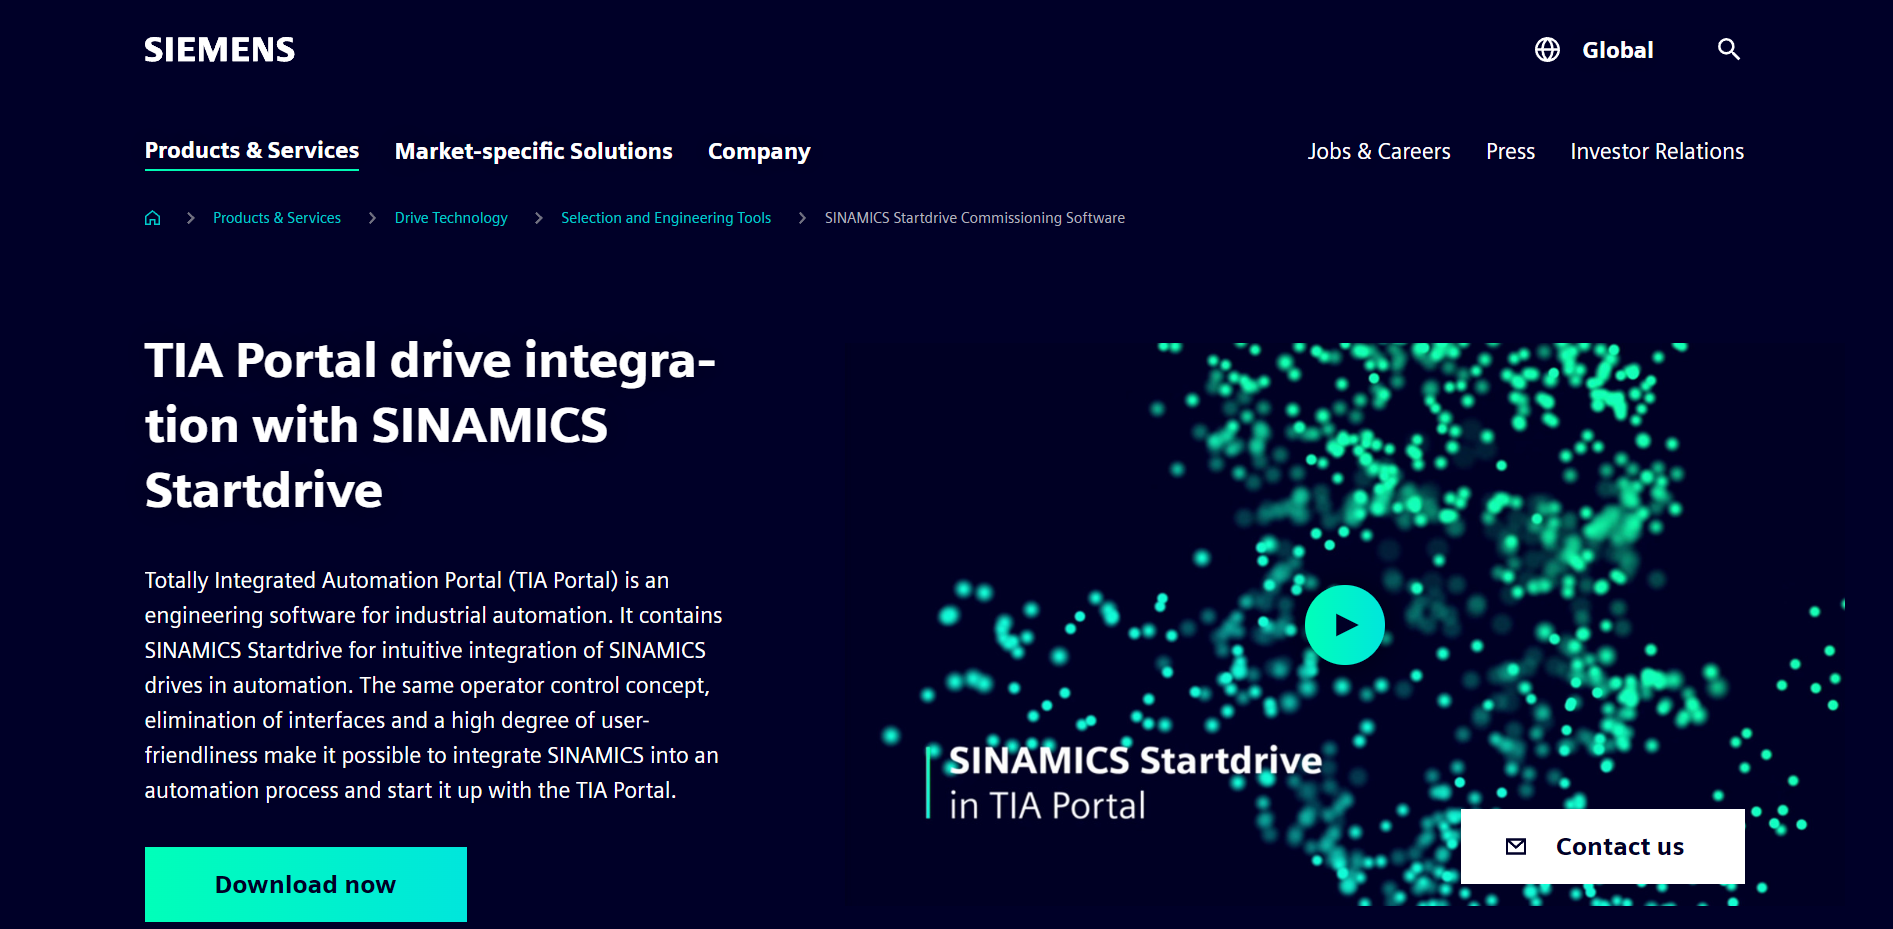 SIEMENS
Global
Products & Services
Market-specific Solutions
Company
Jobs & Careers
Press
Investor Relations
Products & Services
Drive Technology
Selection and Engineering Tools
SINAMICS Startdrive Commissioning Software
TIA Portal drive integra-
tion with SINAMICS
Startdrive
Totally Integrated Automation Portal (TIA Portal) is an
engineering software for industrial automation. It contains
SINAMICS Startdrive for intuitive integration of SINAMICS
drives in automation. The same operator control concept,
elimination of interfaces and a high degree of user-
friendliness make it possible to integrate SINAMICS into an
automation process and start it up with the TIA Portal.
Download now
SINAMICS Startdrive
in TIA Portal
Contact us